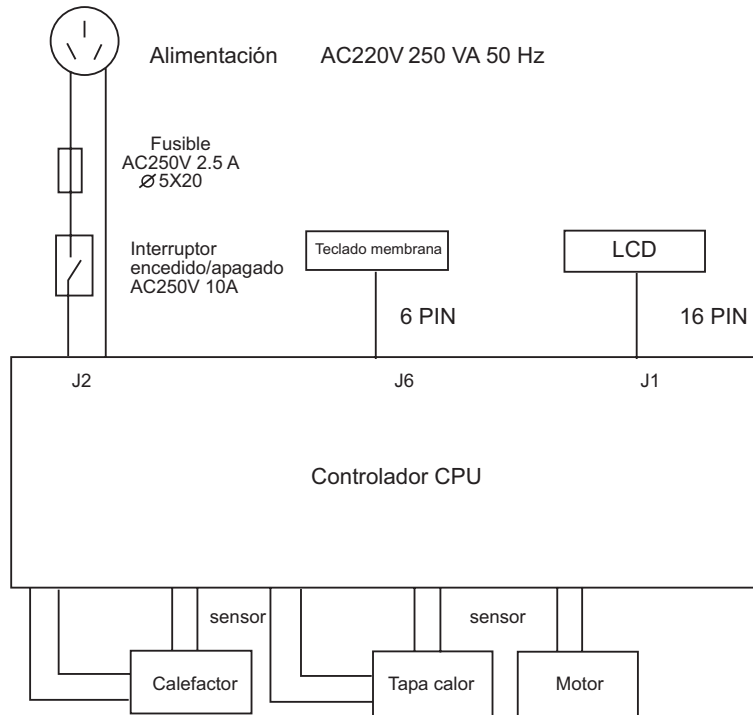 Alimentación AC220V 250 VA 50 Hz
Fusible
AC250V 2.5 A
Ø 5X20
Interruptor
encedido/apagado
AC250V 10A
Teclado membrana
LCD
6 PIN
16 PIN
J2
J6
J1
Controlador CPU
sensor
sensor
Calefactor
Tapa calor
Motor